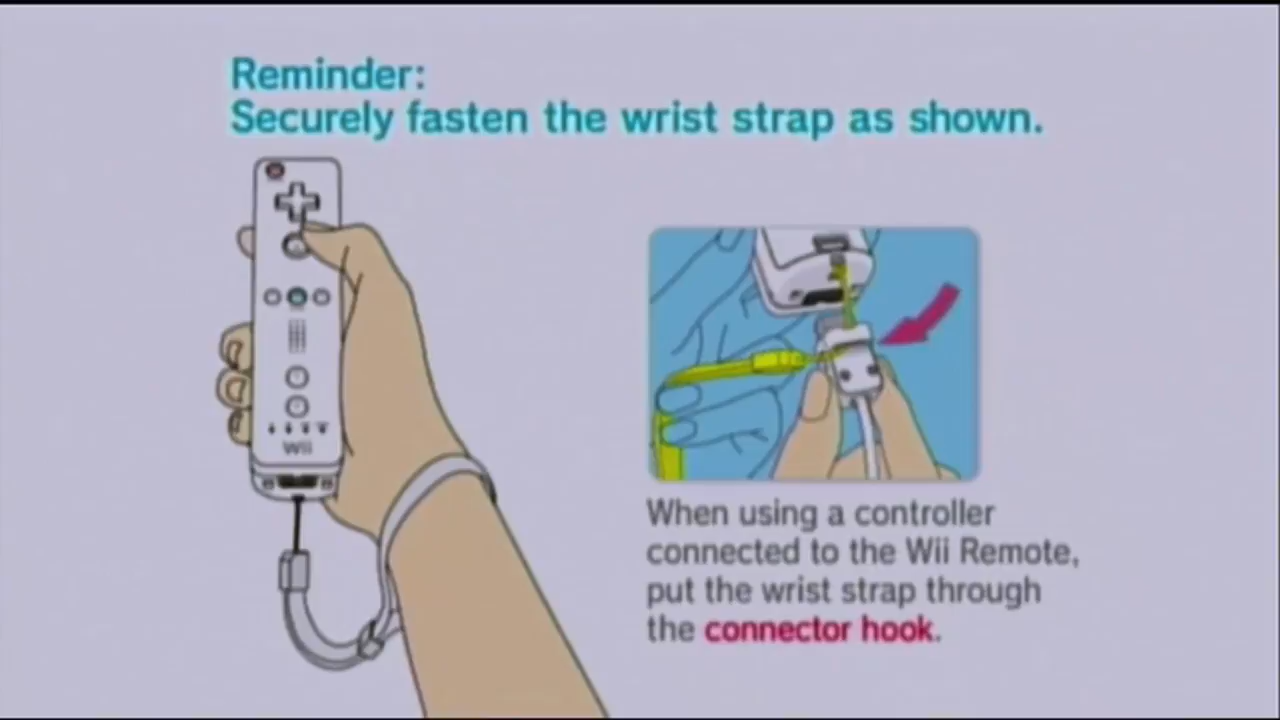 Reminder:
Securely fasten the wrist strap as shown.
Wii
When using a controller
connected to the Wii Remote,
put the wrist strap through
the connector hook.